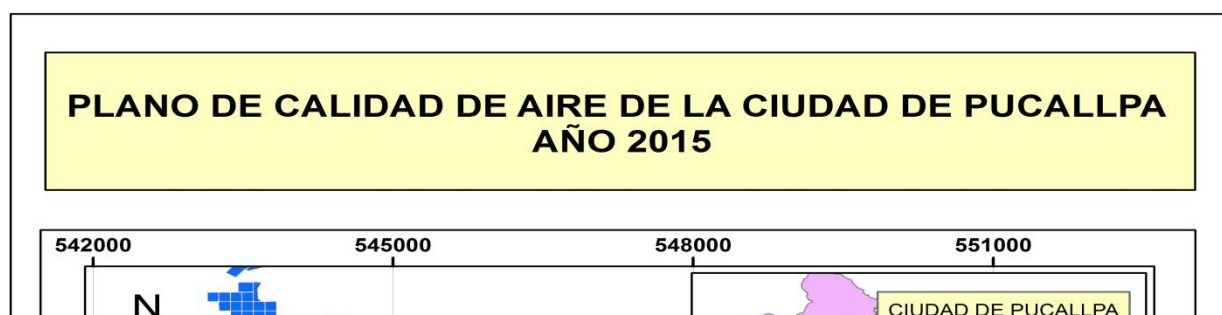 PLANO DE CALIDAD DE AIRE DE LA CIUDAD DE PUCALLPA
AÑO 2015
542000 545000 548000 551000
N
CIUDAD DE PUCALLPA